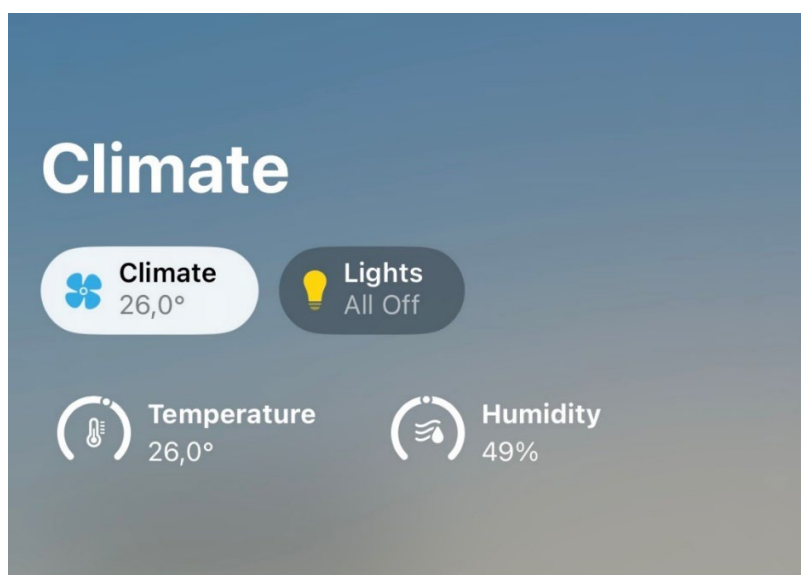 Climate
Climate
26,0°
Lights
All Off
Temperature
26,0°
Humidity
49%